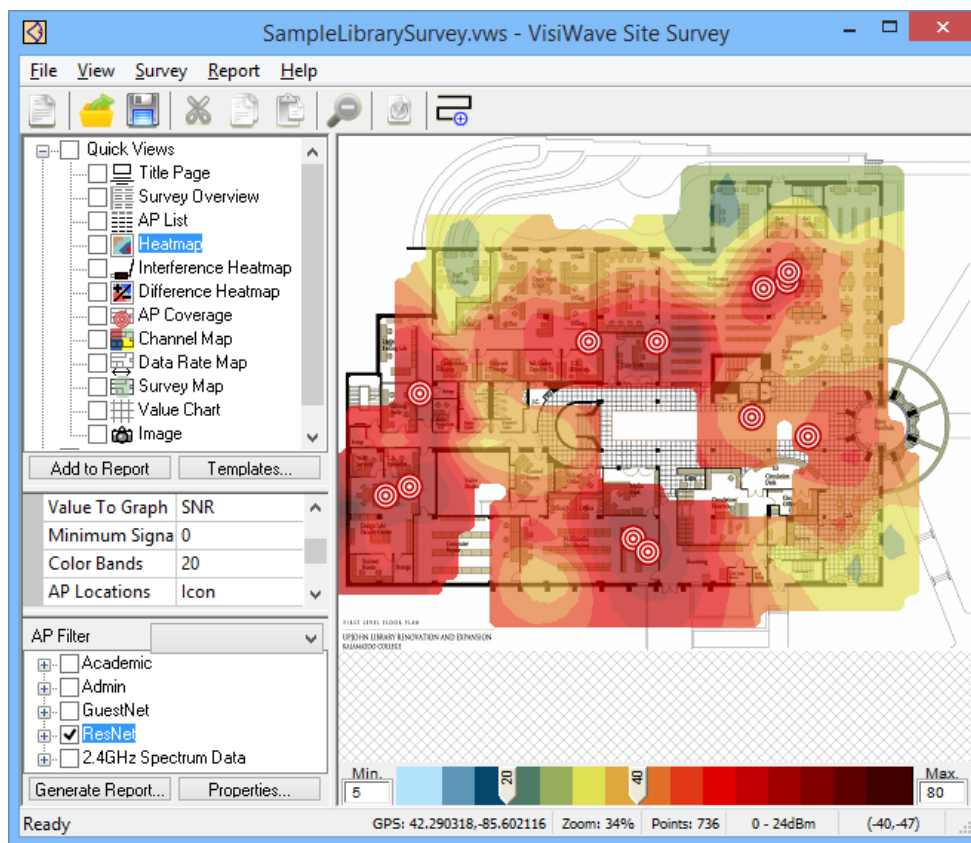 SampleLibrarySurvey.vws - VisiWave Site Survey
File View Survey Report Help
Quick Views
Title Page
Survey Overview
AP List
Heatmap
Interference Heatmap
Difference Heatmap
AP Coverage
Channel Map
Data Rate Map
Survey Map
Value Chart
Image
Add to Report Templates...
Value To Graph SNR
Minimum Signa 0
Color Bands 20
AP Locations Icon
AP Filter
Academic
Admin
GuestNet
ResNet
2.4GHz Spectrum Data
Generate Report... Properties...
FIRST LEVEL FLOOR PLAN
UPJOHN LIBRARY RENOVATION AND EXPANSION
KALAMAZOO COLLEGE
Min.
5
20
40
Max.
80
Ready GPS: 42.290318,-85.602116 Zoom: 34% Points: 736 0 - 24dBm (-40,-47)